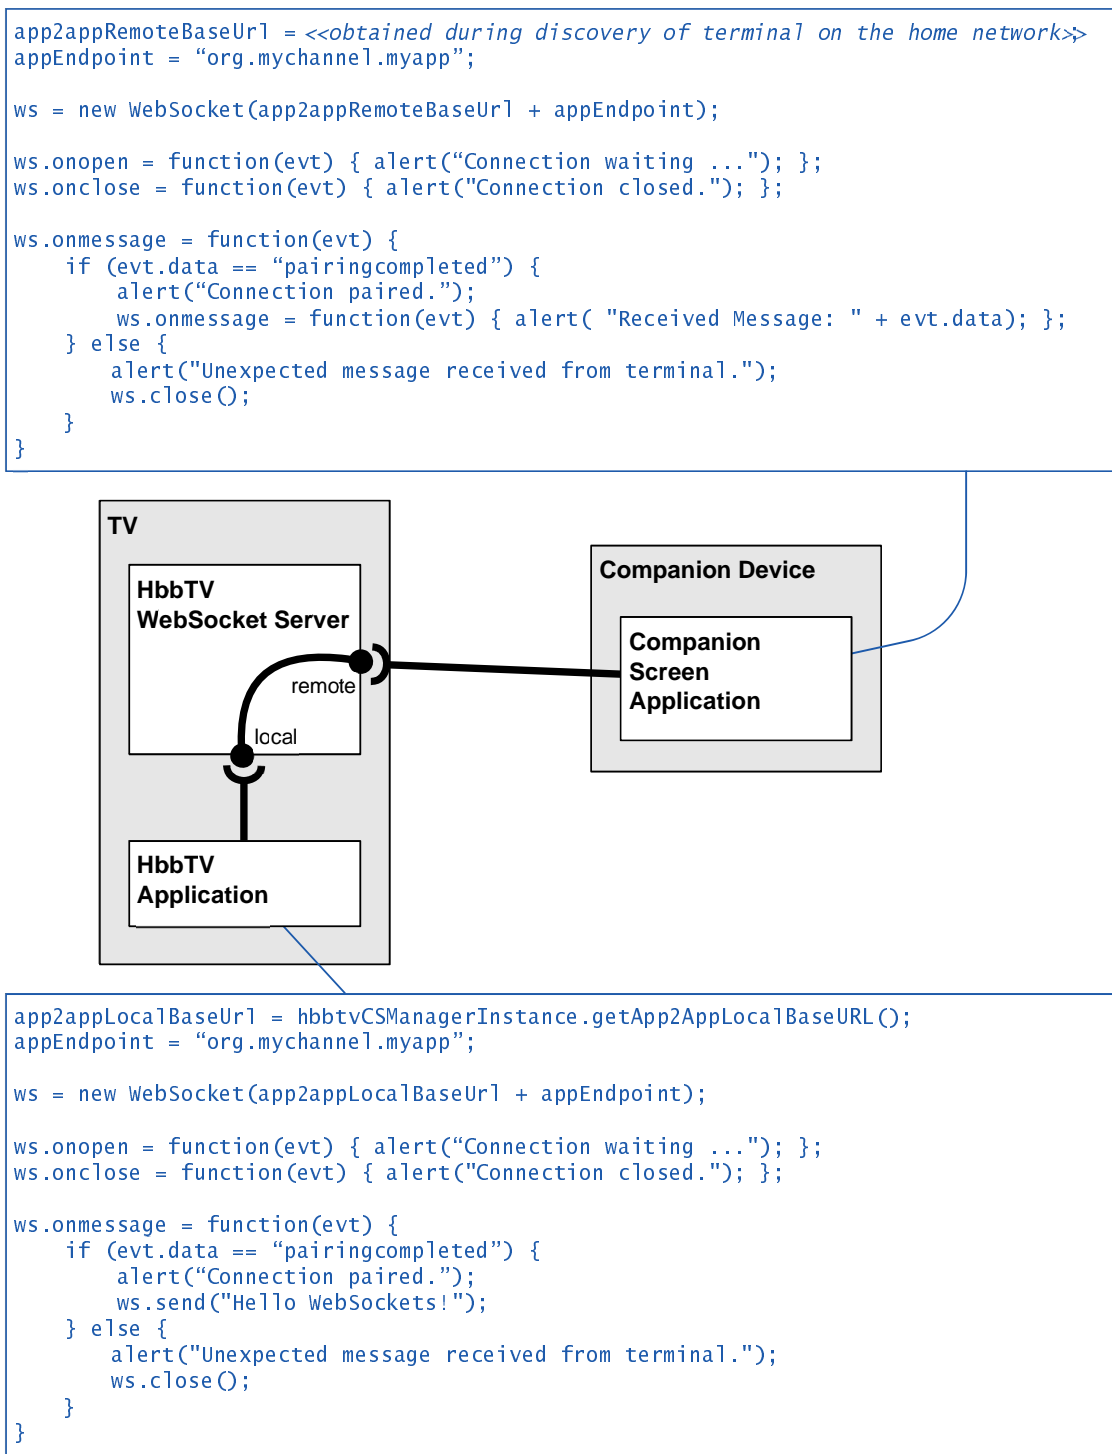 app2appRemoteBaseUrl = <<obtained during discovery of terminal on the home network>>;
appEndpoint = “org.mychannel.myapp”;
ws = new WebSocket(app2appRemoteBaseUrl + appEndpoint);
ws.onopen = function(evt) { alert(“Connection waiting ..."); };
ws.onclose = function(evt) { alert("Connection closed."); };
ws.onmessage = function(evt) {
    if (evt.data == “pairingcompleted”) {
        alert(“Connection paired.”);
        ws.onmessage = function(evt) { alert( "Received Message: " + evt.data); };
    } else {
        alert("Unexpected message received from terminal.");
        ws.close();
    }
}
TV
HbbTV
WebSocket Server
remote
local
HbbTV
Application
Companion Device
Companion
Screen
Application
app2appLocalBaseUrl = hbbtvCSManagerInstance.getApp2AppLocalBaseURL();
appEndpoint = “org.mychannel.myapp”;
ws = new WebSocket(app2appLocalBaseUrl + appEndpoint);
ws.onopen = function(evt) { alert(“Connection waiting ..."); };
ws.onclose = function(evt) { alert("Connection closed."); };
ws.onmessage = function(evt) {
    if (evt.data == “pairingcompleted”) {
        alert(“Connection paired.”);
        ws.send("Hello WebSockets!");
    } else {
        alert("Unexpected message received from terminal.");
        ws.close();
    }
}